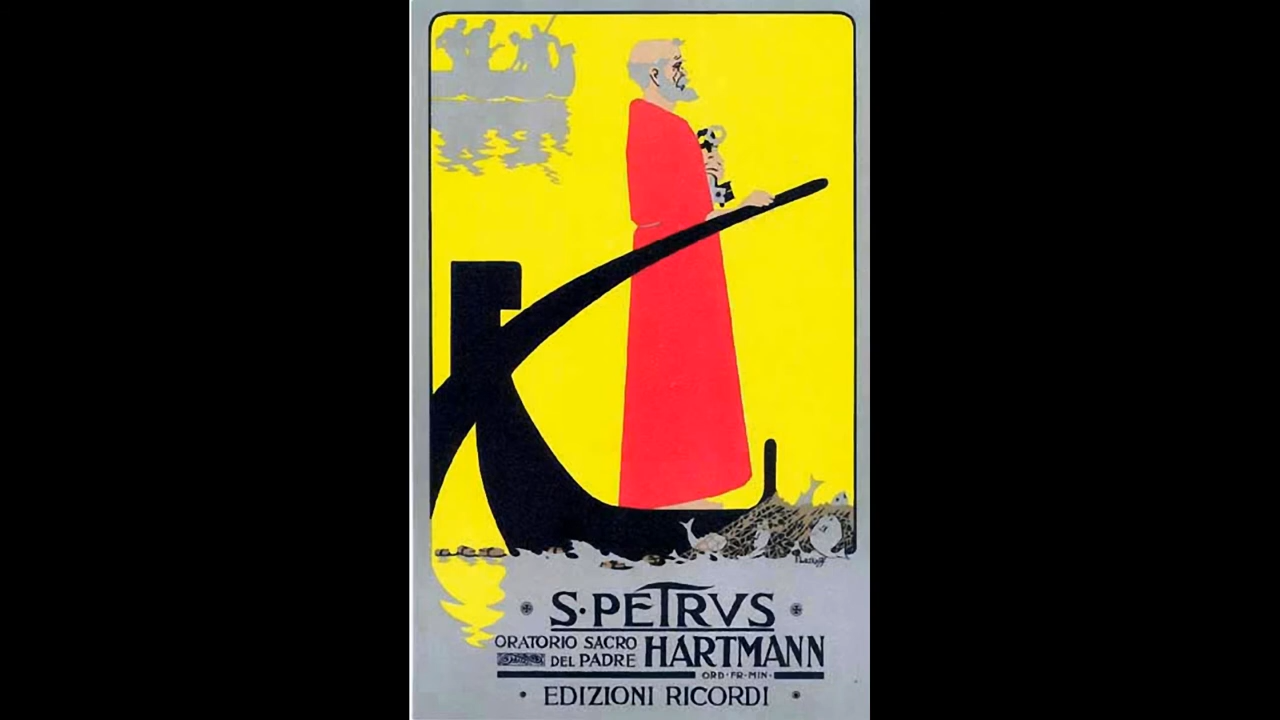 S·PETRVS
ORATORIO SACRO
DEL PADRE HARTMANN
ORD·FR·MIN·
· EDIZIONI RICORDI ·